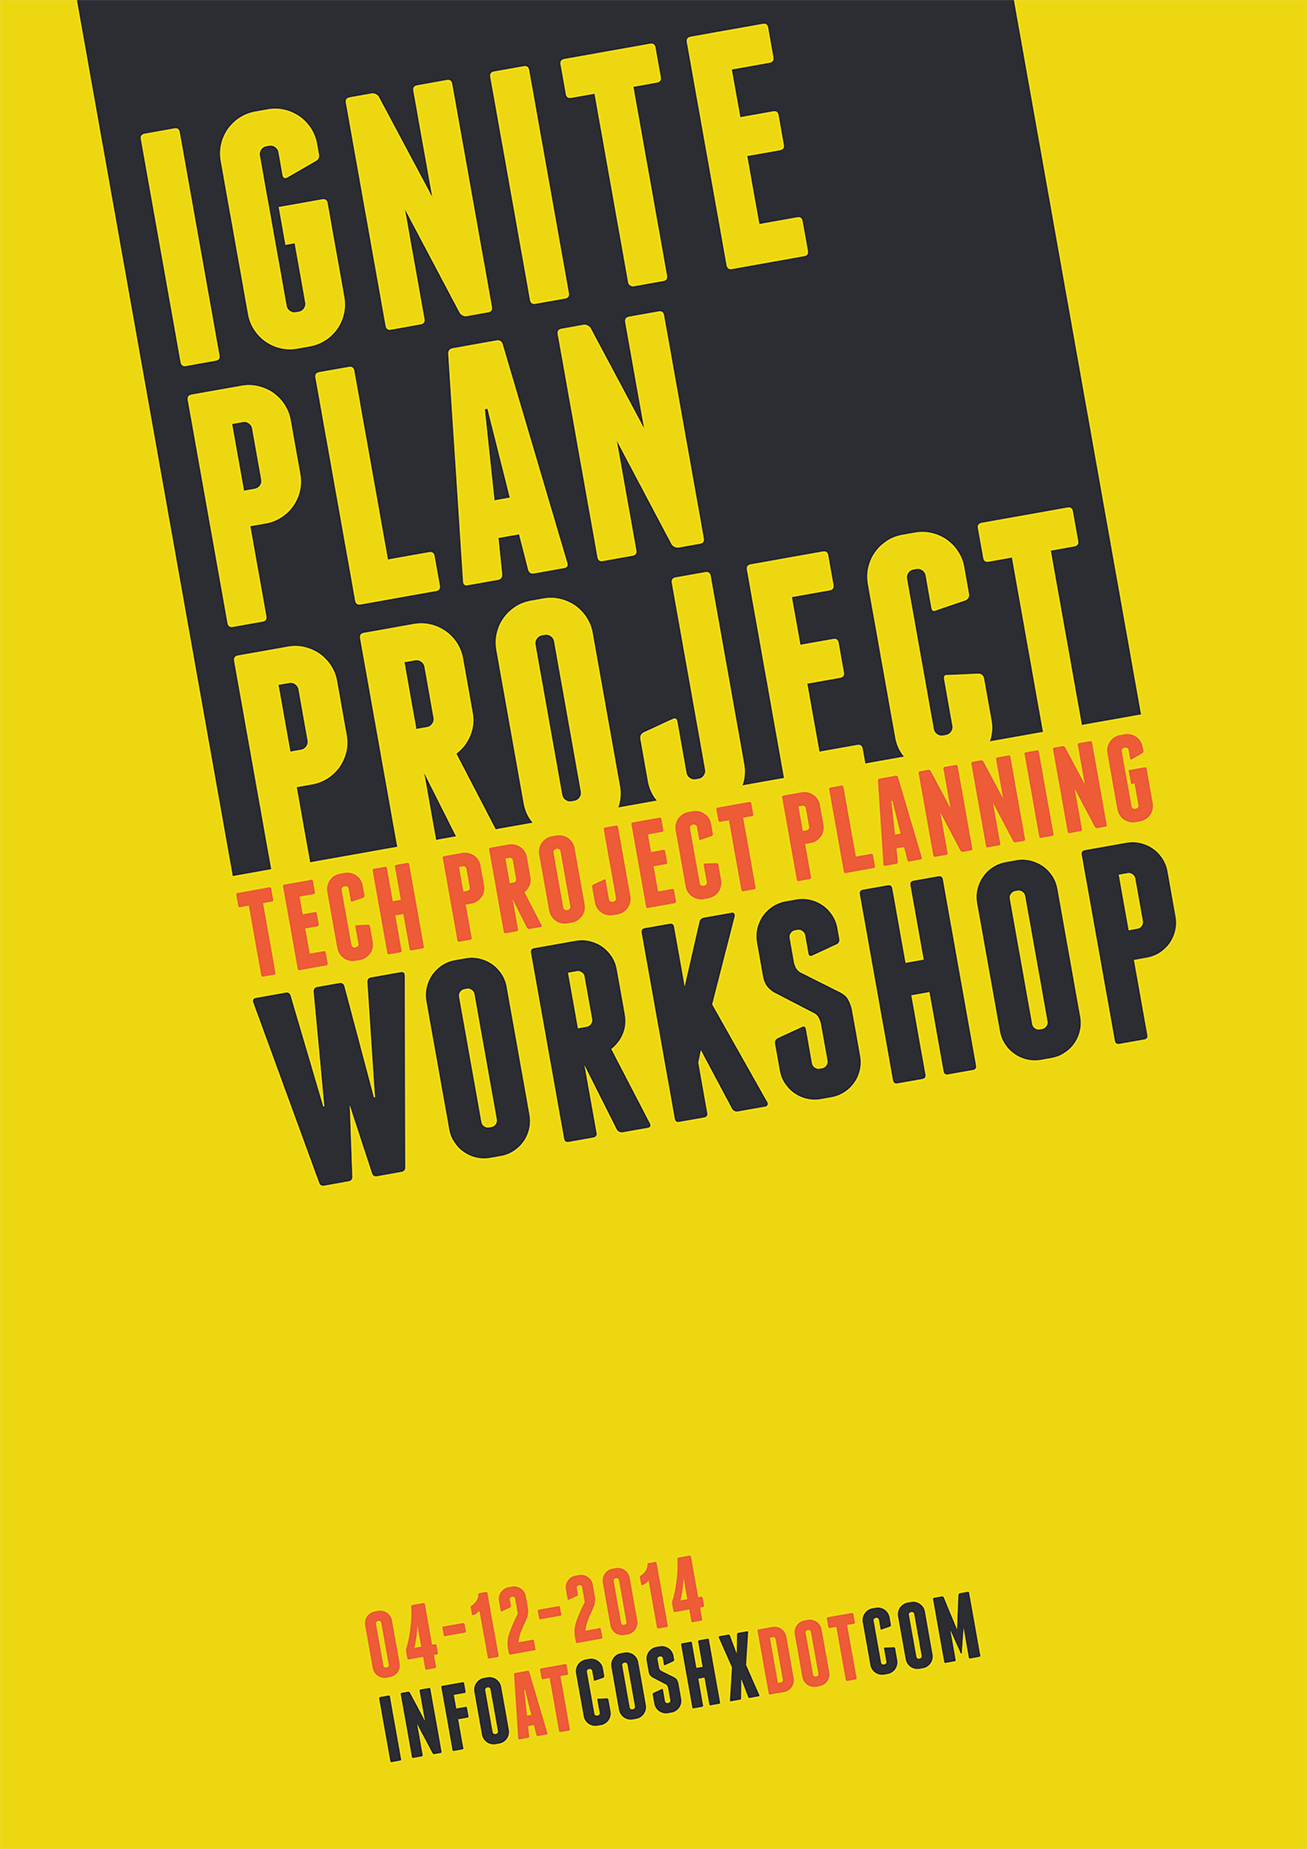 IGNITE
PLAN
PROJECT
TECH PROJECT PLANNING
WORKSHOP
04-12-2014
INFOATCOSHXDOTCOM